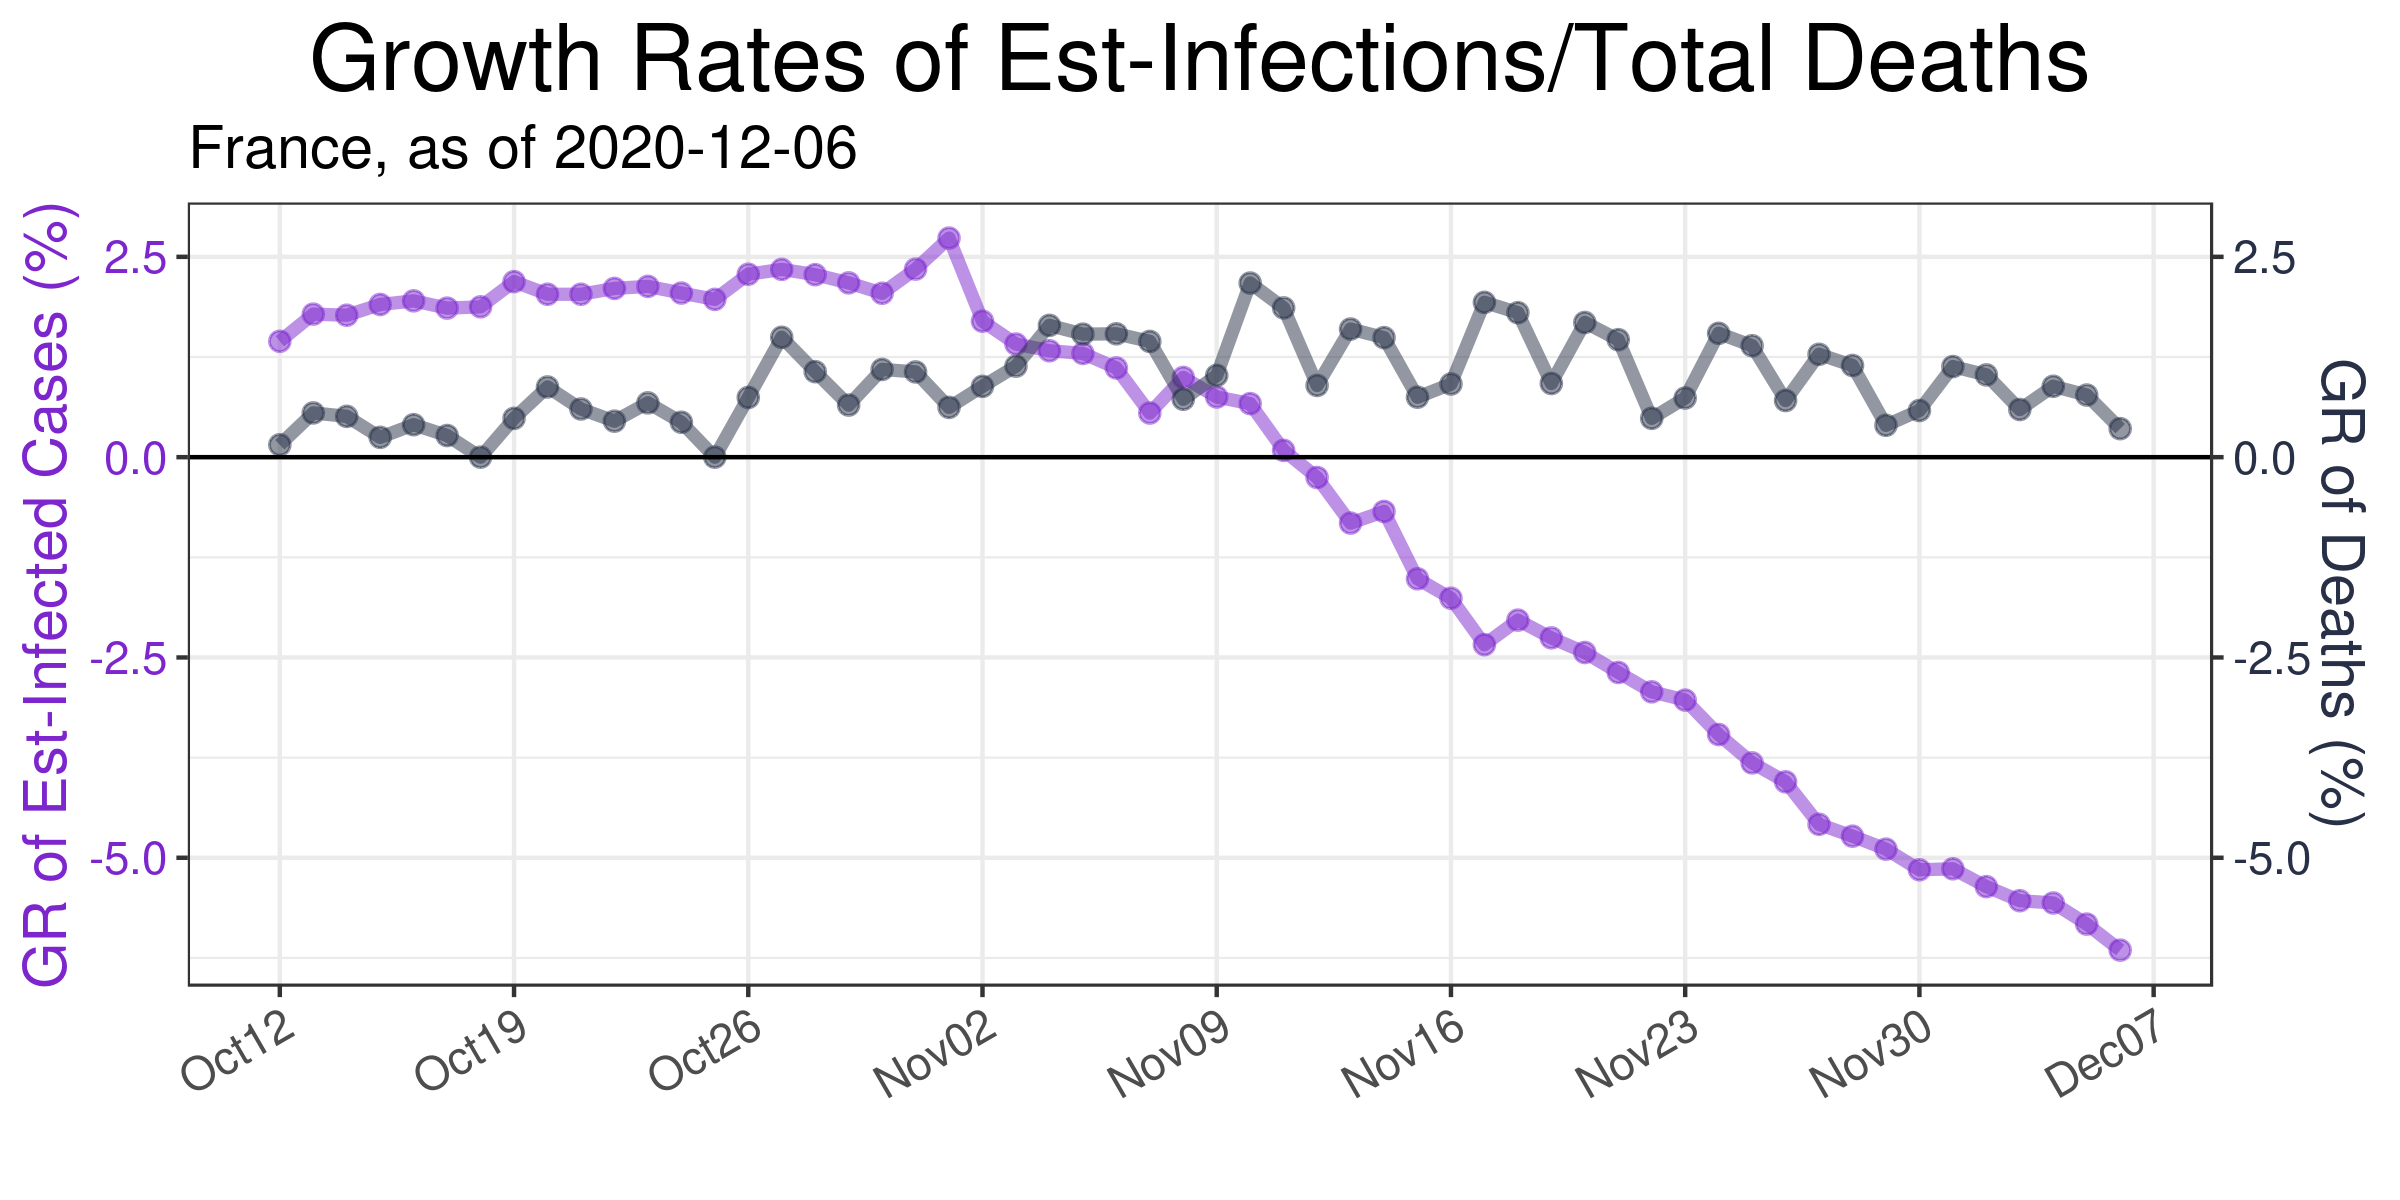 Growth Rates of Est-Infections/Total Deaths
France, as of 2020-12-06
GR of Est-Infected Cases (%)
2.5
0.0
-2.5
-5.0
2.5
0.0
-2.5
-5.0
GR of Deaths (%)
Oct12
Oct19
Oct26
Nov02
Nov09
Nov16
Nov23
Nov30
Dec07